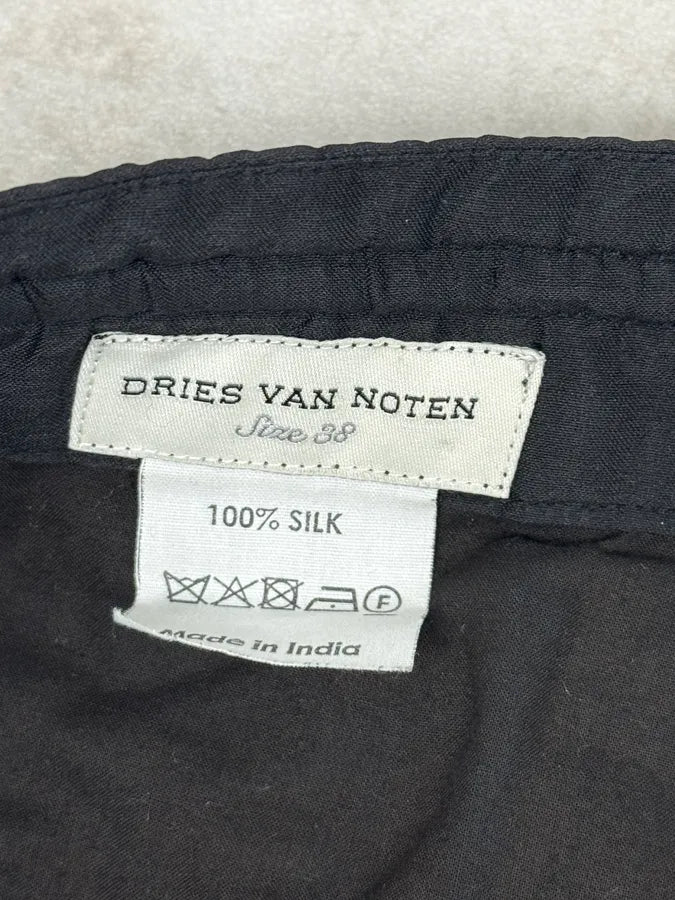 DRIES VAN NOTEN
Size 38
100% SILK
F
Made in India